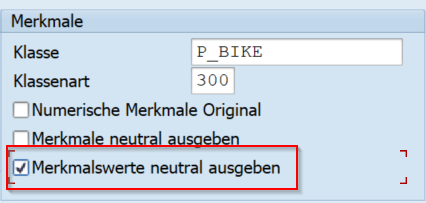 Merkmale
Klasse P_BIKE
Klassenart 300
Numerische Merkmale Original
Merkmale neutral ausgeben
Merkmalswerte neutral ausgeben